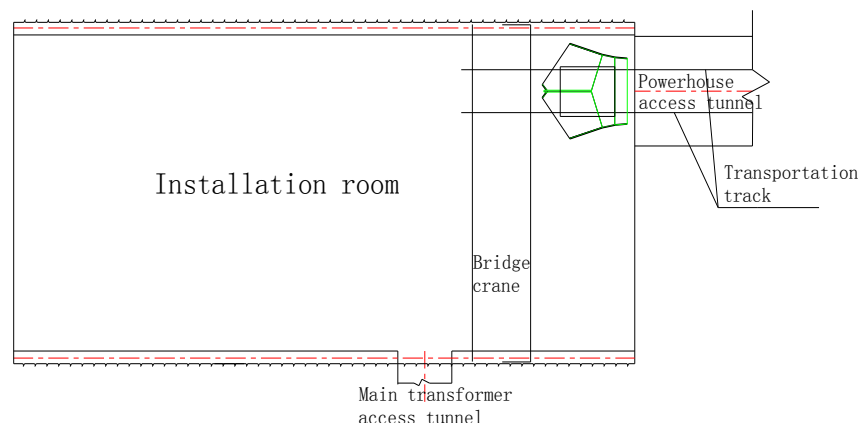 Powerhouse
access tunnel
Transportation
track
Installation room
Bridge
crane
Main transformer
access tunnel